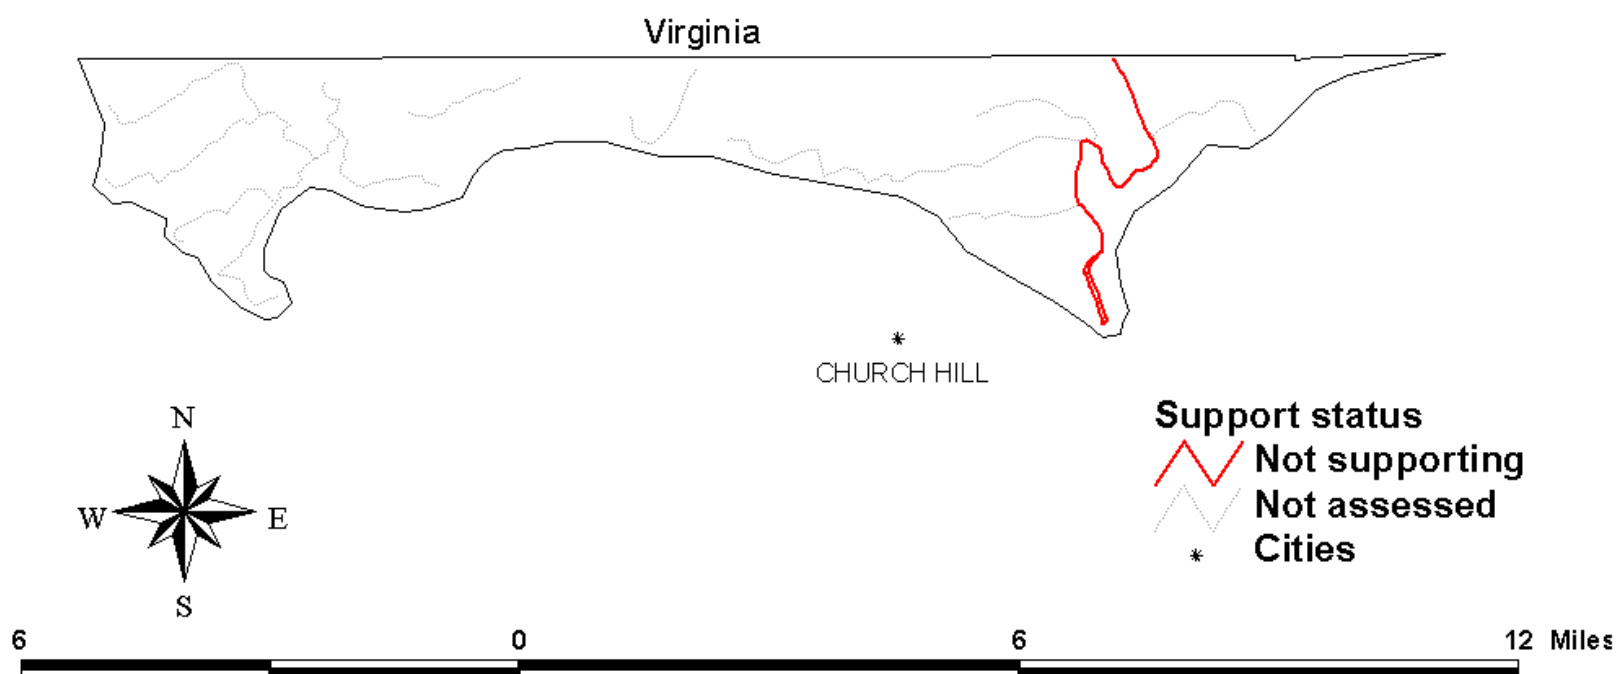 Virginia
CHURCH HILL
Support status
Not supporting
Not assessed
Cities
N
W E
S
6 0 6 12 Miles